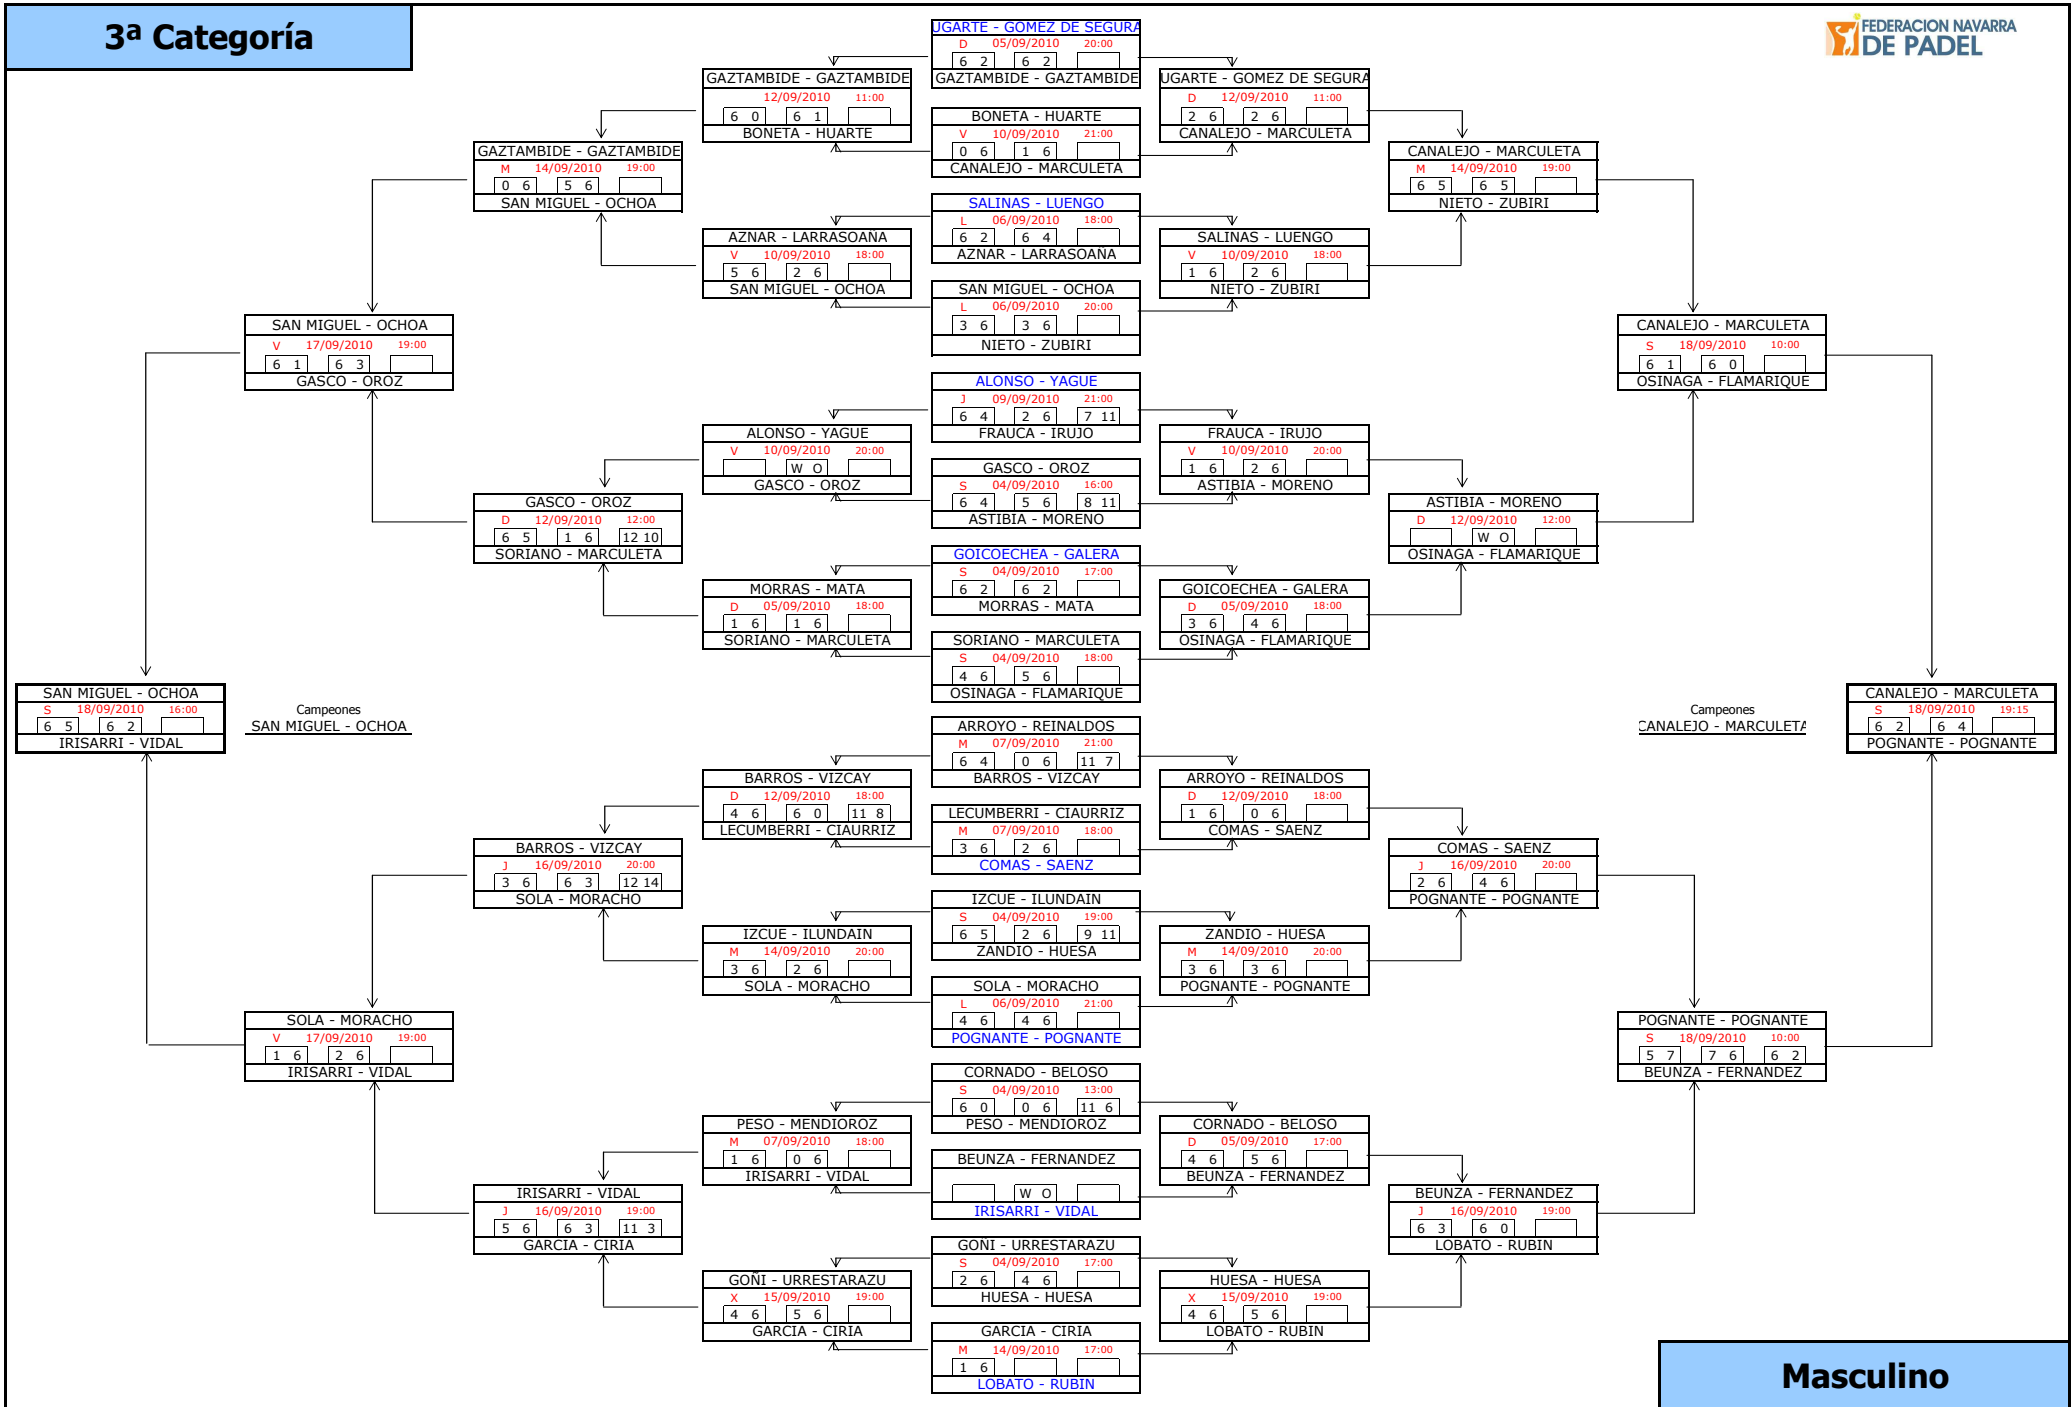 3ª Categoría
FEDERACION NAVARRA
DE PADEL
UGARTE - GOMEZ DE SEGURA
D 05/09/2010 20:00
6 2 6 2
GAZTAMBIDE - GAZTAMBIDE
BONETA - HUARTE
V 10/09/2010 21:00
0 6 1 6
CANALEJO - MARCULETA
SALINAS - LUENGO
L 06/09/2010 18:00
6 2 6 4
AZNAR - LARRASOAÑA
SAN MIGUEL - OCHOA
L 06/09/2010 20:00
3 6 3 6
NIETO - ZUBIRI
ALONSO - YAGUE
J 09/09/2010 21:00
6 4 2 6 7 11
FRAUCA - IRUJO
GASCO - OROZ
S 04/09/2010 16:00
6 4 5 6 8 11
ASTIBIA - MORENO
GOICOECHEA - GALERA
S 04/09/2010 17:00
6 2 6 2
MORRAS - MATA
SORIANO - MARCULETA
S 04/09/2010 18:00
4 6 5 6
OSINAGA - FLAMARIQUE
ARROYO - REINALDOS
M 07/09/2010 21:00
6 4 0 6 11 7
BARROS - VIZCAY
LECUMBERRI - CIAURRIZ
M 07/09/2010 18:00
3 6 2 6
COMAS - SAENZ
IZCUE - ILUNDAIN
S 04/09/2010 19:00
6 5 2 6 9 11
ZANDIO - HUESA
SOLA - MORACHO
L 06/09/2010 21:00
4 6 4 6
POGNANTE - POGNANTE
CORNADO - BELOSO
S 04/09/2010 13:00
6 0 0 6 11 6
PESO - MENDIOROZ
BEUNZA - FERNANDEZ
W O
IRISARRI - VIDAL
GOÑI - URRESTARAZU
S 04/09/2010 17:00
2 6 4 6
HUESA - HUESA
GARCIA - CIRIA
M 14/09/2010 17:00
1 6
LOBATO - RUBIN
GAZTAMBIDE - GAZTAMBIDE
12/09/2010 11:00
6 0 6 1
BONETA - HUARTE
AZNAR - LARRASOAÑA
V 10/09/2010 18:00
5 6 2 6
SAN MIGUEL - OCHOA
ALONSO - YAGUE
V 10/09/2010 20:00
W O
GASCO - OROZ
MORRAS - MATA
D 05/09/2010 18:00
1 6 1 6
SORIANO - MARCULETA
BARROS - VIZCAY
D 12/09/2010 18:00
4 6 6 0 11 8
LECUMBERRI - CIAURRIZ
IZCUE - ILUNDAIN
M 14/09/2010 20:00
3 6 2 6
SOLA - MORACHO
PESO - MENDIOROZ
M 07/09/2010 18:00
1 6 0 6
IRISARRI - VIDAL
GOÑI - URRESTARAZU
X 15/09/2010 19:00
4 6 5 6
GARCIA - CIRIA
GAZTAMBIDE - GAZTAMBIDE
M 14/09/2010 19:00
0 6 5 6
SAN MIGUEL - OCHOA
GASCO - OROZ
D 12/09/2010 12:00
6 5 1 6 12 10
SORIANO - MARCULETA
BARROS - VIZCAY
J 16/09/2010 20:00
3 6 6 3 12 14
SOLA - MORACHO
IRISARRI - VIDAL
J 16/09/2010 19:00
5 6 6 3 11 3
GARCIA - CIRIA
SAN MIGUEL - OCHOA
V 17/09/2010 19:00
6 1 6 3
GASCO - OROZ
SOLA - MORACHO
V 17/09/2010 19:00
1 6 2 6
IRISARRI - VIDAL
SAN MIGUEL - OCHOA
S 18/09/2010 16:00
6 5 6 2
IRISARRI - VIDAL
Campeones
SAN MIGUEL - OCHOA
UGARTE - GOMEZ DE SEGURA
D 12/09/2010 11:00
2 6 2 6
CANALEJO - MARCULETA
SALINAS - LUENGO
V 10/09/2010 18:00
1 6 2 6
NIETO - ZUBIRI
FRAUCA - IRUJO
V 10/09/2010 20:00
1 6 2 6
ASTIBIA - MORENO
GOICOECHEA - GALERA
D 05/09/2010 18:00
3 6 4 6
OSINAGA - FLAMARIQUE
ARROYO - REINALDOS
D 12/09/2010 18:00
1 6 0 6
COMAS - SAENZ
ZANDIO - HUESA
M 14/09/2010 20:00
3 6 3 6
POGNANTE - POGNANTE
CORNADO - BELOSO
D 05/09/2010 17:00
4 6 5 6
BEUNZA - FERNANDEZ
HUESA - HUESA
X 15/09/2010 19:00
4 6 5 6
LOBATO - RUBIN
CANALEJO - MARCULETA
M 14/09/2010 19:00
6 5 6 5
NIETO - ZUBIRI
ASTIBIA - MORENO
D 12/09/2010 12:00
W O
OSINAGA - FLAMARIQUE
COMAS - SAENZ
J 16/09/2010 20:00
2 6 4 6
POGNANTE - POGNANTE
BEUNZA - FERNANDEZ
J 16/09/2010 19:00
6 3 6 0
LOBATO - RUBIN
CANALEJO - MARCULETA
S 18/09/2010 10:00
6 1 6 0
OSINAGA - FLAMARIQUE
POGNANTE - POGNANTE
S 18/09/2010 10:00
5 7 7 6 6 2
BEUNZA - FERNANDEZ
Campeones
CANALEJO - MARCULETA
CANALEJO - MARCULETA
S 18/09/2010 19:15
6 2 6 4
POGNANTE - POGNANTE
Masculino